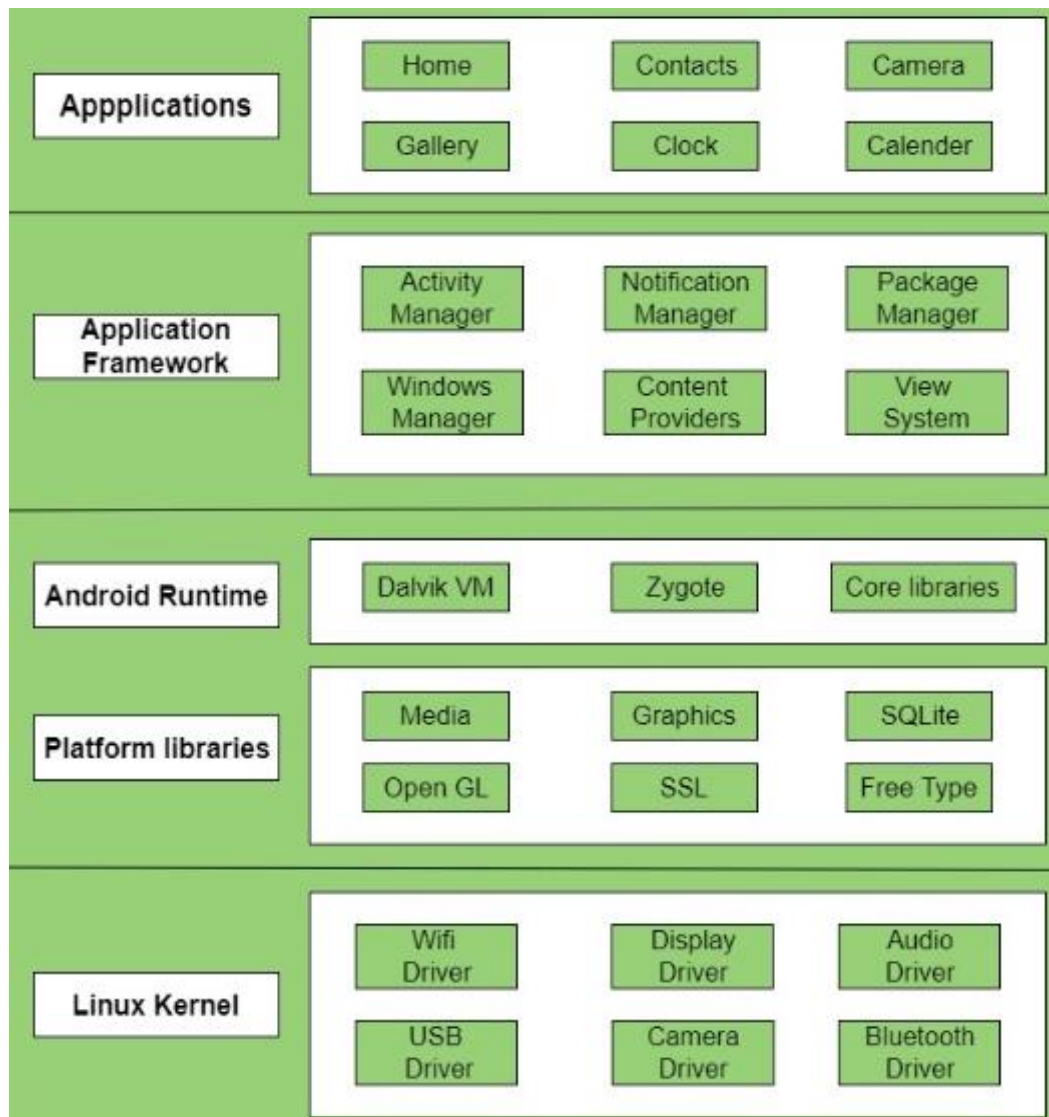 Appplications
Home
Contacts
Camera
Gallery
Clock
Calender
Application
Framework
Activity
Manager
Notification
Manager
Package
Manager
Windows
Manager
Content
Providers
View
System
Android Runtime
Dalvik VM
Zygote
Core libraries
Platform libraries
Media
Graphics
SQLite
Open GL
SSL
Free Type
Linux Kernel
Wifi
Driver
Display
Driver
Audio
Driver
USB
Driver
Camera
Driver
Bluetooth
Driver